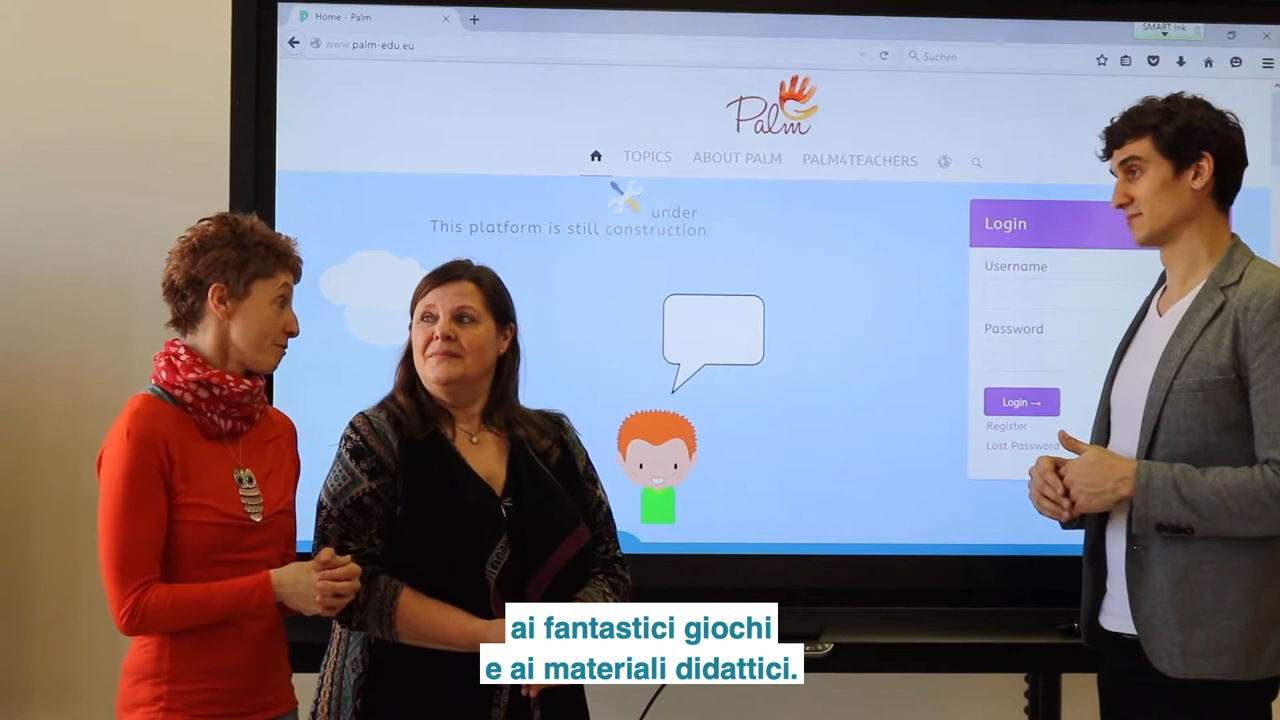 Home - Palm
SMART Ink
www.palm-edu.eu
Suchen
Palm
TOPICS ABOUT PALM PALM4TEACHERS
under
This platform is still construction
Login
Username
Password
Login →
Register
Lost Password
ai fantastici giochi
e ai materiali didattici.